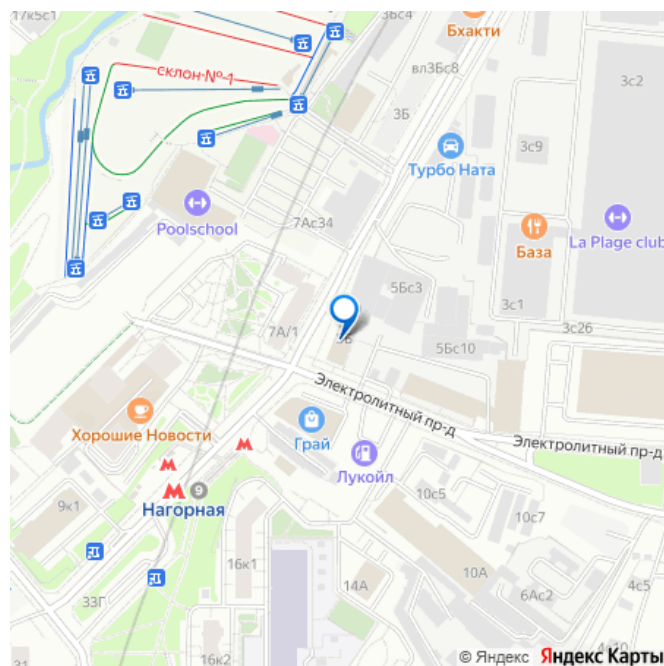 17к5с1
3Бс4
Бхакти
вл3Бс8
3с2
склон №1
3Б
3с9
Турбо Ната
Poolschool
7Ас34
База
La Plage club
5Бс3
3с1
3с26
7А/1
5Б
5Бс10
Электролитный пр-д
Хорошие Новости
Грай
Электролитный пр-д
Лукойл
М
М
М
9
Нагорная
9к1
10с5
10с7
16к1
14А
10А
6Ас2
4с5
33Г
31
16к2
© Яндекс Яндекс Карты